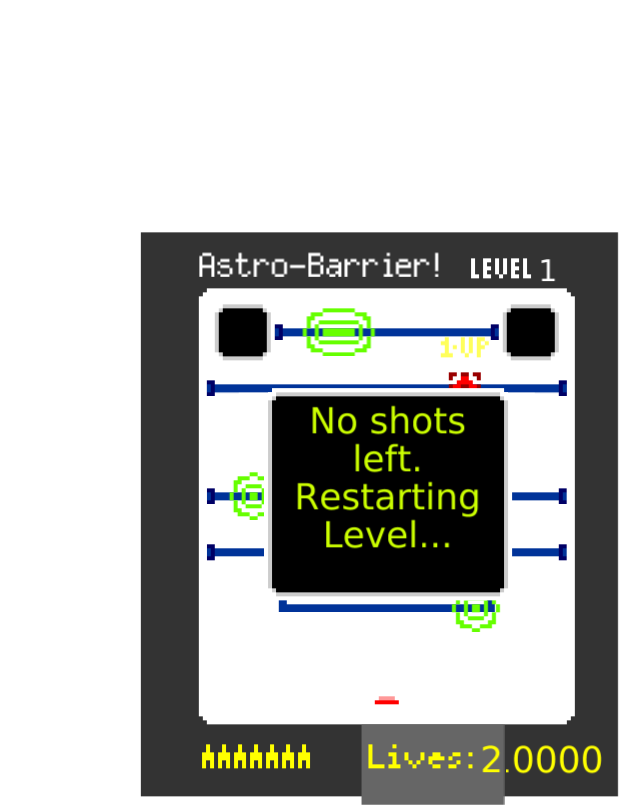 Astro-Barrier! LEVEL 1
1-UP
No shots
left.
Restarting
Level...
Lives:2.0000